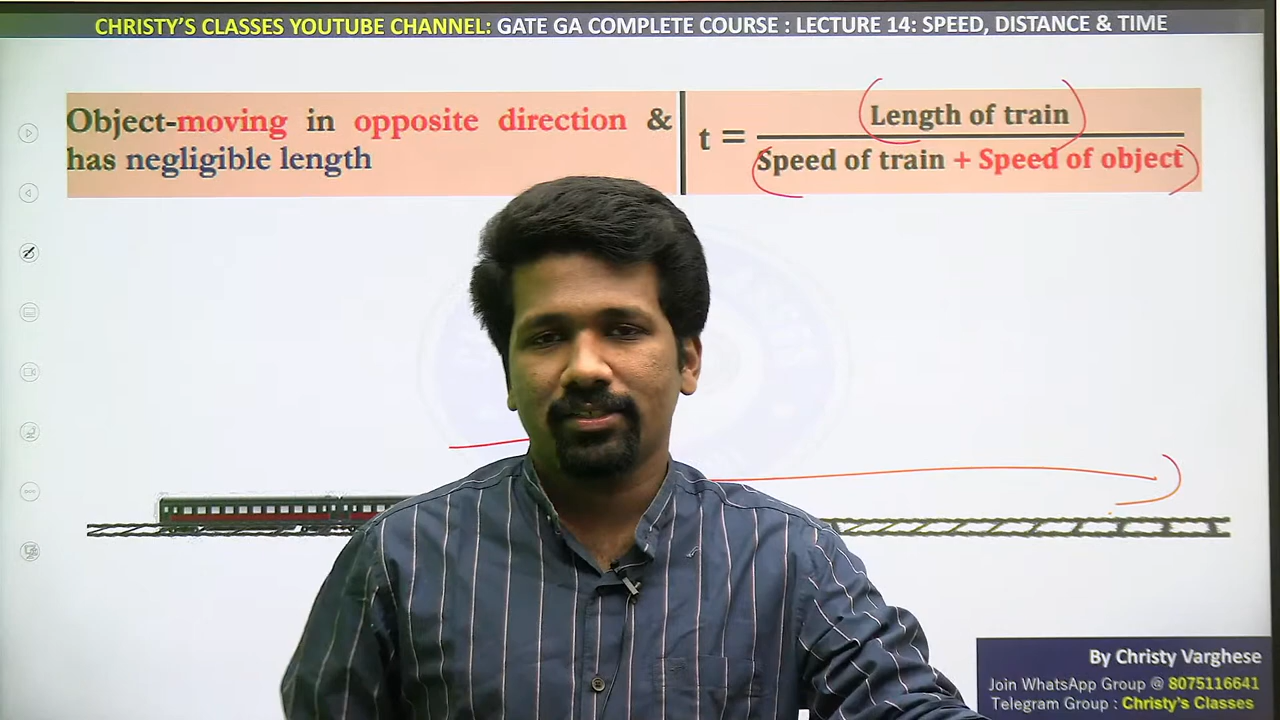 CHRISTY'S CLASSES YOUTUBE CHANNEL: GATE GA COMPLETE COURSE : LECTURE 14: SPEED, DISTANCE & TIME
Object-moving in opposite direction &
has negligible length
t =
Length of train
Speed of train + Speed of object
By Christy Varghese
Join WhatsApp Group @ 8075116641
Telegram Group : Christy's Classes